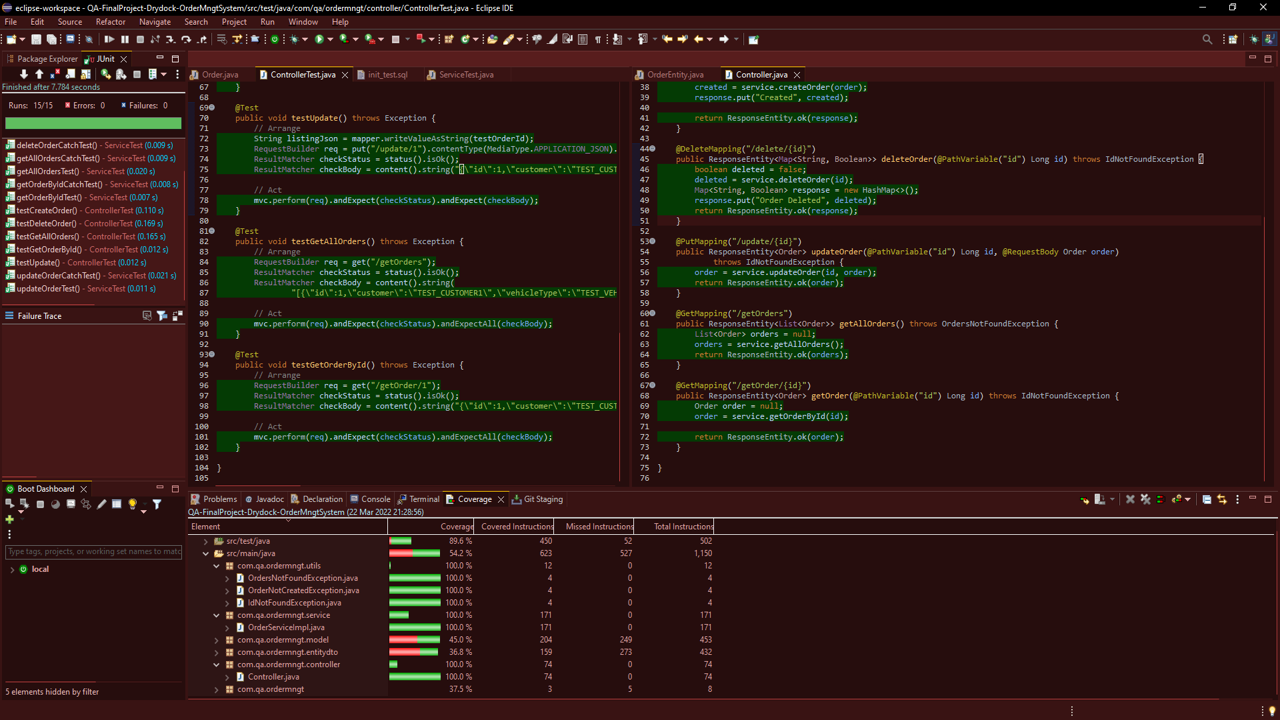 eclipse-workspace - QA-FinalProject-Drydock-OrderMngtSystem/src/test/java/com/qa/ordermngt/controller/ControllerTest.java - Eclipse IDE
File Edit Source Refactor Navigate Search Project Run Window Help
Package Explorer JUnit
Finished after 7.784 seconds
Runs: 15/15 Errors: 0 Failures: 0
deleteOrderCatchTest() - ServiceTest (0.009 s)
getAllOrdersCatchTest() - ServiceTest (0.009 s)
getAllOrdersTest() - ServiceTest (0.020 s)
getOrderByIdCatchTest() - ServiceTest (0.008 s)
getOrderByIdTest() - ServiceTest (0.007 s)
testCreateOrder() - ControllerTest (0.110 s)
testDeleteOrder() - ControllerTest (0.169 s)
testGetAllOrders() - ControllerTest (0.165 s)
testGetOrderById() - ControllerTest (0.012 s)
testUpdate() - ControllerTest (0.012 s)
updateOrderCatchTest() - ServiceTest (0.021 s)
updateOrderTest() - ServiceTest (0.011 s)
Failure Trace
Boot Dashboard
Type tags, projects, or working set names to matc
local
5 elements hidden by filter
Order.java ControllerTest.java init_test.sql ServiceTest.java
67 }
68
69 @Test
70 public void testUpdate() throws Exception {
71 // Arrange
72 String listingJson = mapper.writeValueAsString(testOrderId);
73 RequestBuilder req = put("/update/1").contentType(MediaType.APPLICATION_JSON).
74 ResultMatcher checkStatus = status().isOk();
75 ResultMatcher checkBody = content().string("{\"id\":1,\"customer\":\"TEST_CUST
76
77 // Act
78 mvc.perform(req).andExpect(checkStatus).andExpect(checkBody);
79 }
80
81 @Test
82 public void testGetAllOrders() throws Exception {
83 // Arrange
84 RequestBuilder req = get("/getOrders");
85 ResultMatcher checkStatus = status().isOk();
86 ResultMatcher checkBody = content().string(
87 "[{\"id\":1,\"customer\":\"TEST_CUSTOMER1\",\"vehicleType\":\"TEST_VEH
88
89 // Act
90 mvc.perform(req).andExpect(checkStatus).andExpectAll(checkBody);
91 }
92
93 @Test
94 public void testGetOrderById() throws Exception {
95 // Arrange
96 RequestBuilder req = get("/getOrder/1");
97 ResultMatcher checkStatus = status().isOk();
98 ResultMatcher checkBody = content().string("{\"id\":1,\"customer\":\"TEST_CUST
99
100 // Act
101 mvc.perform(req).andExpect(checkStatus).andExpectAll(checkBody);
102 }
103
104 }
105
OrderEntity.java Controller.java
38 created = service.createOrder(order);
39 response.put("Created", created);
40
41 return ResponseEntity.ok(response);
42 }
43
44 @DeleteMapping("/delete/{id}")
45 public ResponseEntity<Map<String, Boolean>> deleteOrder(@PathVariable("id") Long id) throws IdNotFoundException {
46 boolean deleted = false;
47 deleted = service.deleteOrder(id);
48 Map<String, Boolean> response = new HashMap<>();
49 response.put("Order Deleted", deleted);
50 return ResponseEntity.ok(response);
51 }
52
53 @PutMapping("/update/{id}")
54 public ResponseEntity<Order> updateOrder(@PathVariable("id") Long id, @RequestBody Order order)
55 throws IdNotFoundException {
56 order = service.updateOrder(id, order);
57 return ResponseEntity.ok(order);
58 }
59
60 @GetMapping("/getOrders")
61 public ResponseEntity<List<Order>> getAllOrders() throws OrdersNotFoundException {
62 List<Order> orders = null;
63 orders = service.getAllOrders();
64 return ResponseEntity.ok(orders);
65 }
66
67 @GetMapping("/getOrder/{id}")
68 public ResponseEntity<Order> getOrder(@PathVariable("id") Long id) throws IdNotFoundException {
69 Order order = null;
70 order = service.getOrderById(id);
71
72 return ResponseEntity.ok(order);
73 }
74
75 }
76
Problems Javadoc Declaration Console Terminal Coverage Git Staging
QA-FinalProject-Drydock-OrderMngtSystem (22 Mar 2022 21:28:56)
Element Coverage Covered Instructions Missed Instructions Total Instructions
src/test/java 89.6 % 450 52 502
src/main/java 54.2 % 623 527 1,150
com.qa.ordermngt.utils 100.0 % 12 0 12
OrdersNotFoundException.java 100.0 % 4 0 4
OrderNotCreatedException.java 100.0 % 4 0 4
IdNotFoundException.java 100.0 % 4 0 4
com.qa.ordermngt.service 100.0 % 171 0 171
OrderServiceImpl.java 100.0 % 171 0 171
com.qa.ordermngt.model 45.0 % 204 249 453
com.qa.ordermngt.entitydto 36.8 % 159 273 432
com.qa.ordermngt.controller 100.0 % 74 0 74
Controller.java 100.0 % 74 0 74
com.qa.ordermngt 37.5 % 3 5 8